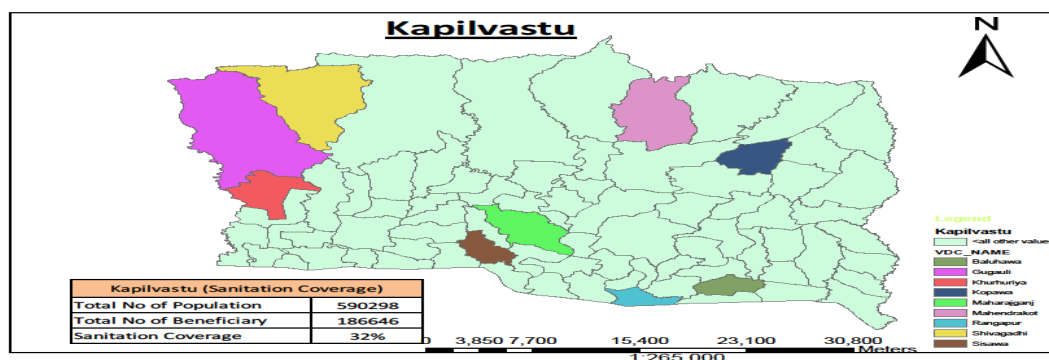 Kapilvastu
N
Legend
Kapilvastu
<all other value
VDC_NAME
Baluhawa
Gugauli
Khurhuriya
Kopawa
Maharajganj
Mahendrakot
Rangapur
Shivagadhi
Sisawa
Kapilvastu (Sanitation Coverage)
Total No of Population 590298
Total No of Beneficiary 186646
Sanitation Coverage 32%
0 3,850 7,700 15,400 23,100 30,800
Meters
1:265,000